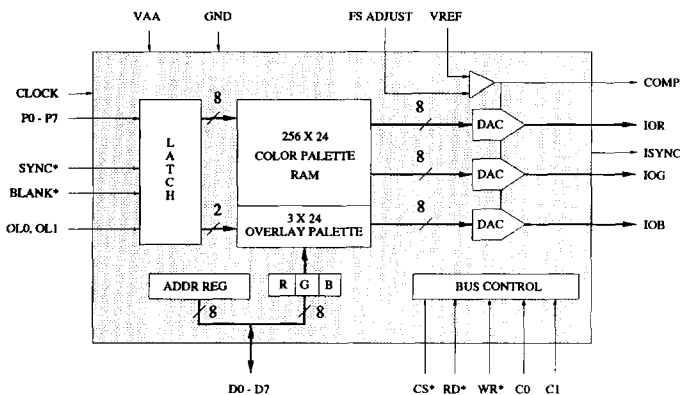 VAA
GND
FS ADJUST
VREF
CLOCK
P0 - P7
SYNC*
BLANK*
OL0, OL1
L
A
T
C
H
8
2
256 X 24
COLOR PALETTE
RAM
3 X 24
OVERLAY PALETTE
8
8
8
DAC
DAC
DAC
COMP
IOR
ISYNC
IOG
IOB
ADDR REG
R G B
8
8
D0 - D7
BUS CONTROL
CS* RD* WR* C0 C1